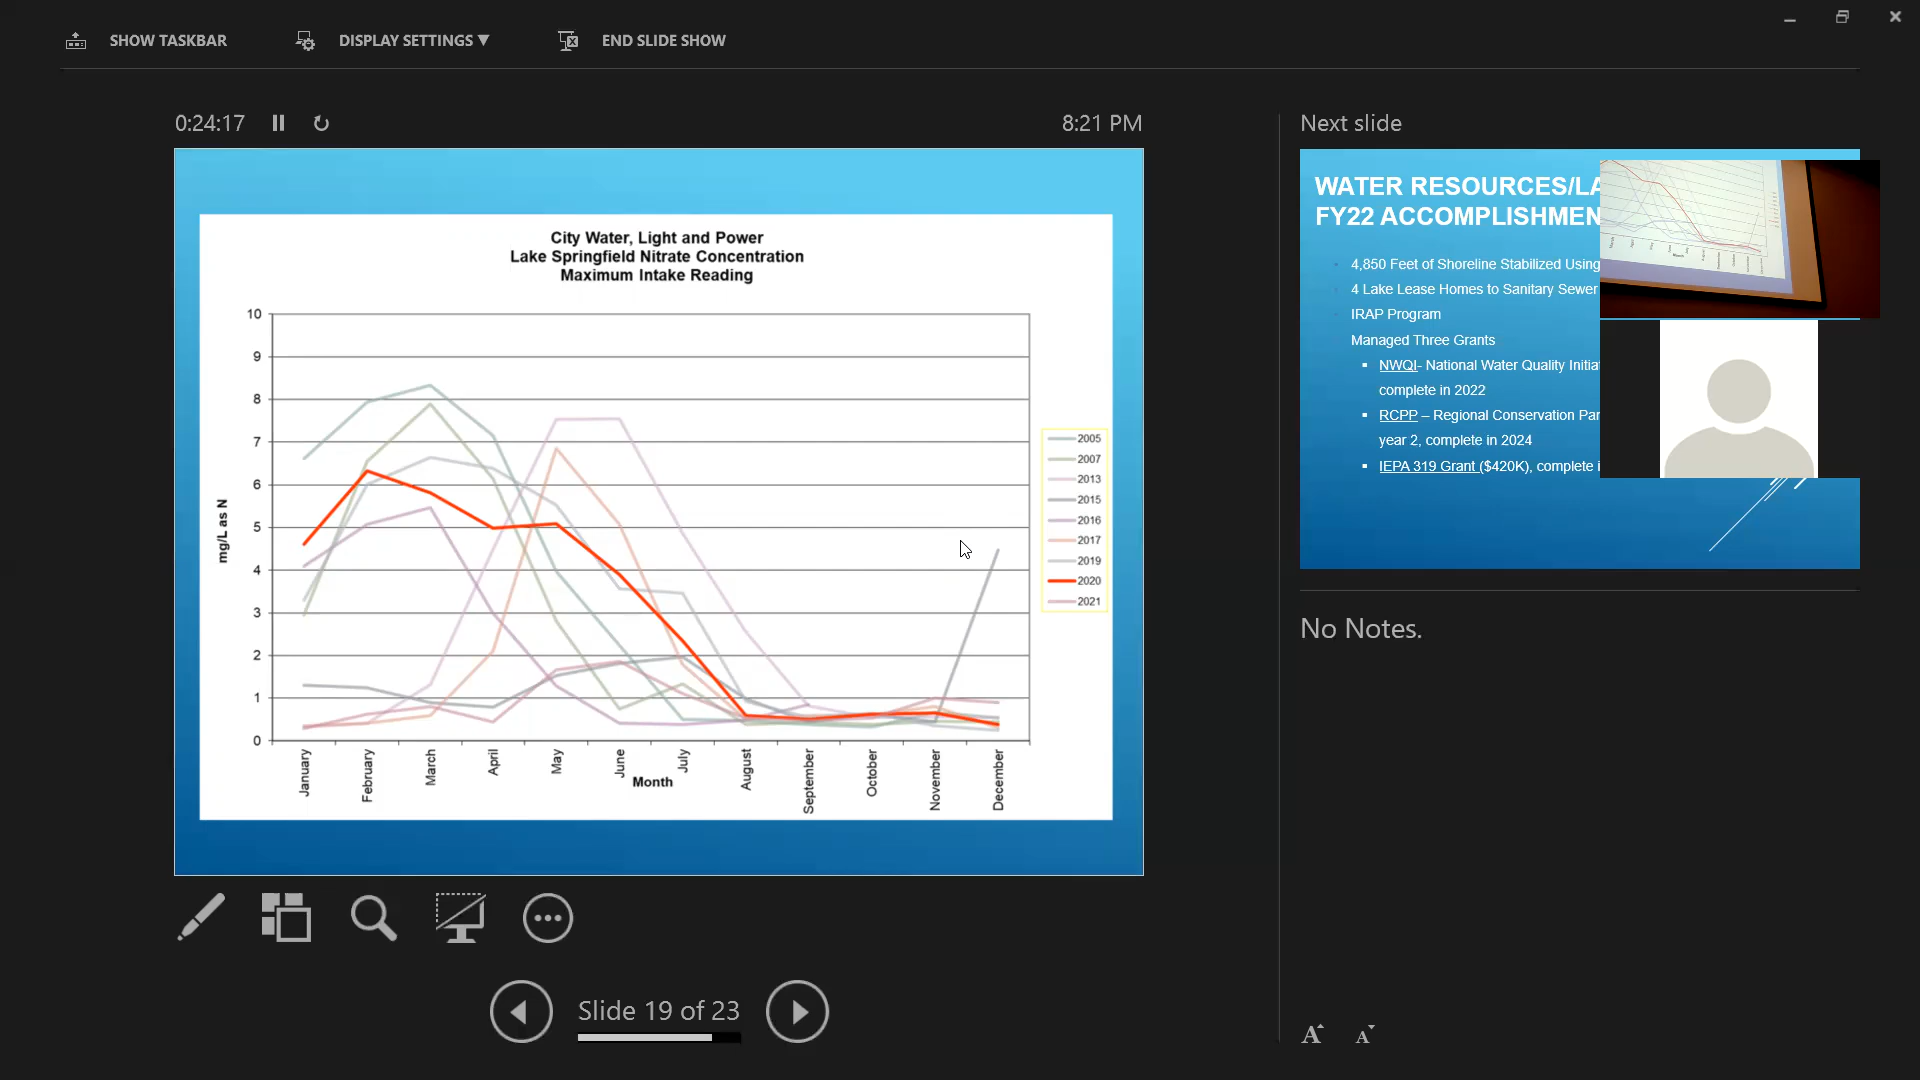 SHOW TASKBAR
DISPLAY SETTINGS ▼
END SLIDE SHOW
0:24:17
8:21 PM
City Water, Light and Power
Lake Springfield Nitrate Concentration
Maximum Intake Reading
10
9
8
7
6
5
4
3
2
1
0
mg/L as N
January
February
March
April
May
June
July
August
September
October
November
December
Month
2005
2007
2013
2015
2016
2017
2019
2020
2021
Slide 19 of 23
Next slide
WATER RESOURCES/
FY22
4,850 Feet of Shoreline Stabilized Using
4 Lake Lease Homes to Sanitary Sewer
IRAP Program
Managed Three Grants
NWQI- National Water Quality
complete in 2022
RCPP – Regional Conservation
year 2, complete in 2024
IEPA 319 Grant ($420K), complete
No Notes.